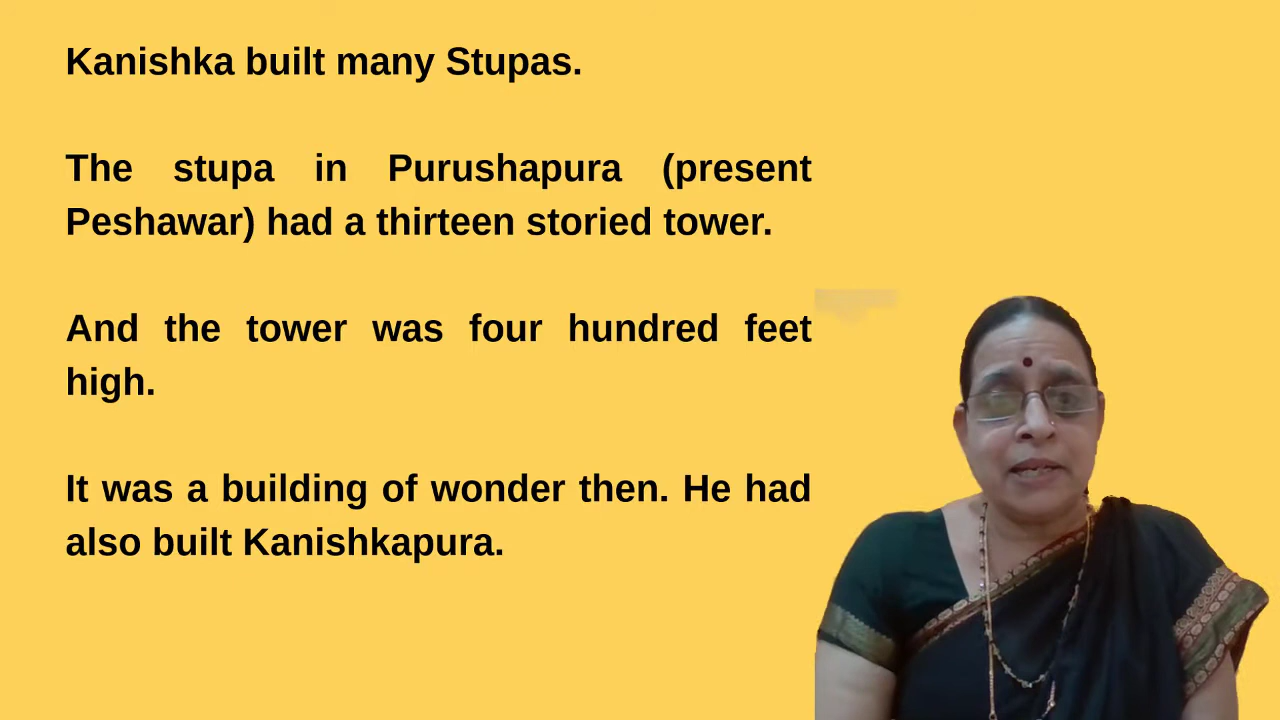 Kanishka built many Stupas.
The stupa in Purushapura (present
Peshawar) had a thirteen storied tower.
And the tower was four hundred feet
high.
It was a building of wonder then. He had
also built Kanishkapura.